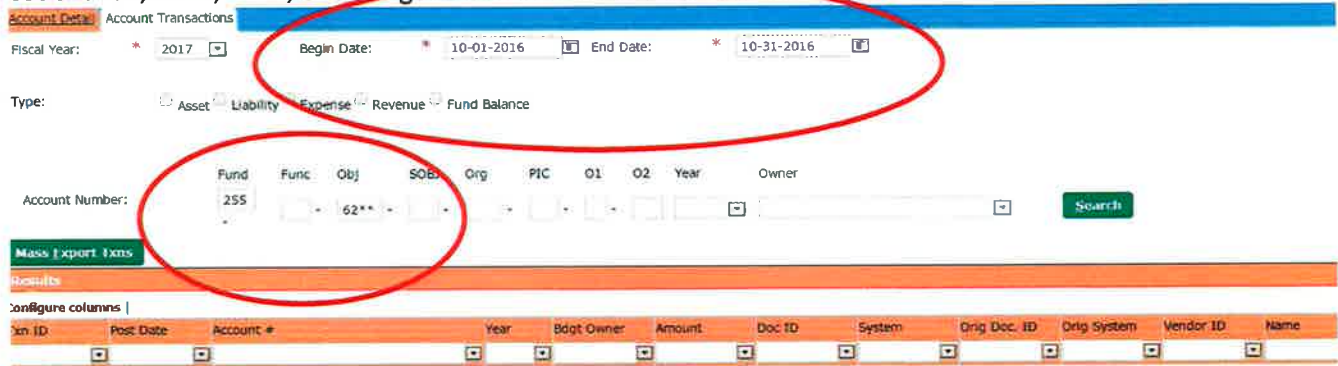 Account Detail Account Transactions
Fiscal Year: * 2017 Begin Date: * 10-01-2016 End Date: * 10-31-2016
Type: Asset Liability Expense Revenue Fund Balance
Fund Func Obj SOBJ Org PIC O1 O2 Year Owner
Account Number: 255 - - 62** - - - - Search
Mass Export Txns
Results
Configure columns |
Txn ID Post Date Account # Year Bdgt Owner Amount Doc ID System Orig Doc. ID Orig System Vendor ID Name